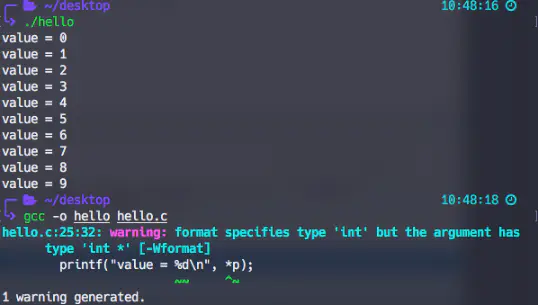 ~/desktop 10:48:16
./hello
value = 0
value = 1
value = 2
value = 3
value = 4
value = 5
value = 6
value = 7
value = 8
value = 9
~/desktop 10:48:18
gcc -o hello hello.c
hello.c:25:32: warning: format specifies type 'int' but the argument has
type 'int *' [-Wformat]
printf("value = %d\n", *p);
~~ ^~
1 warning generated.